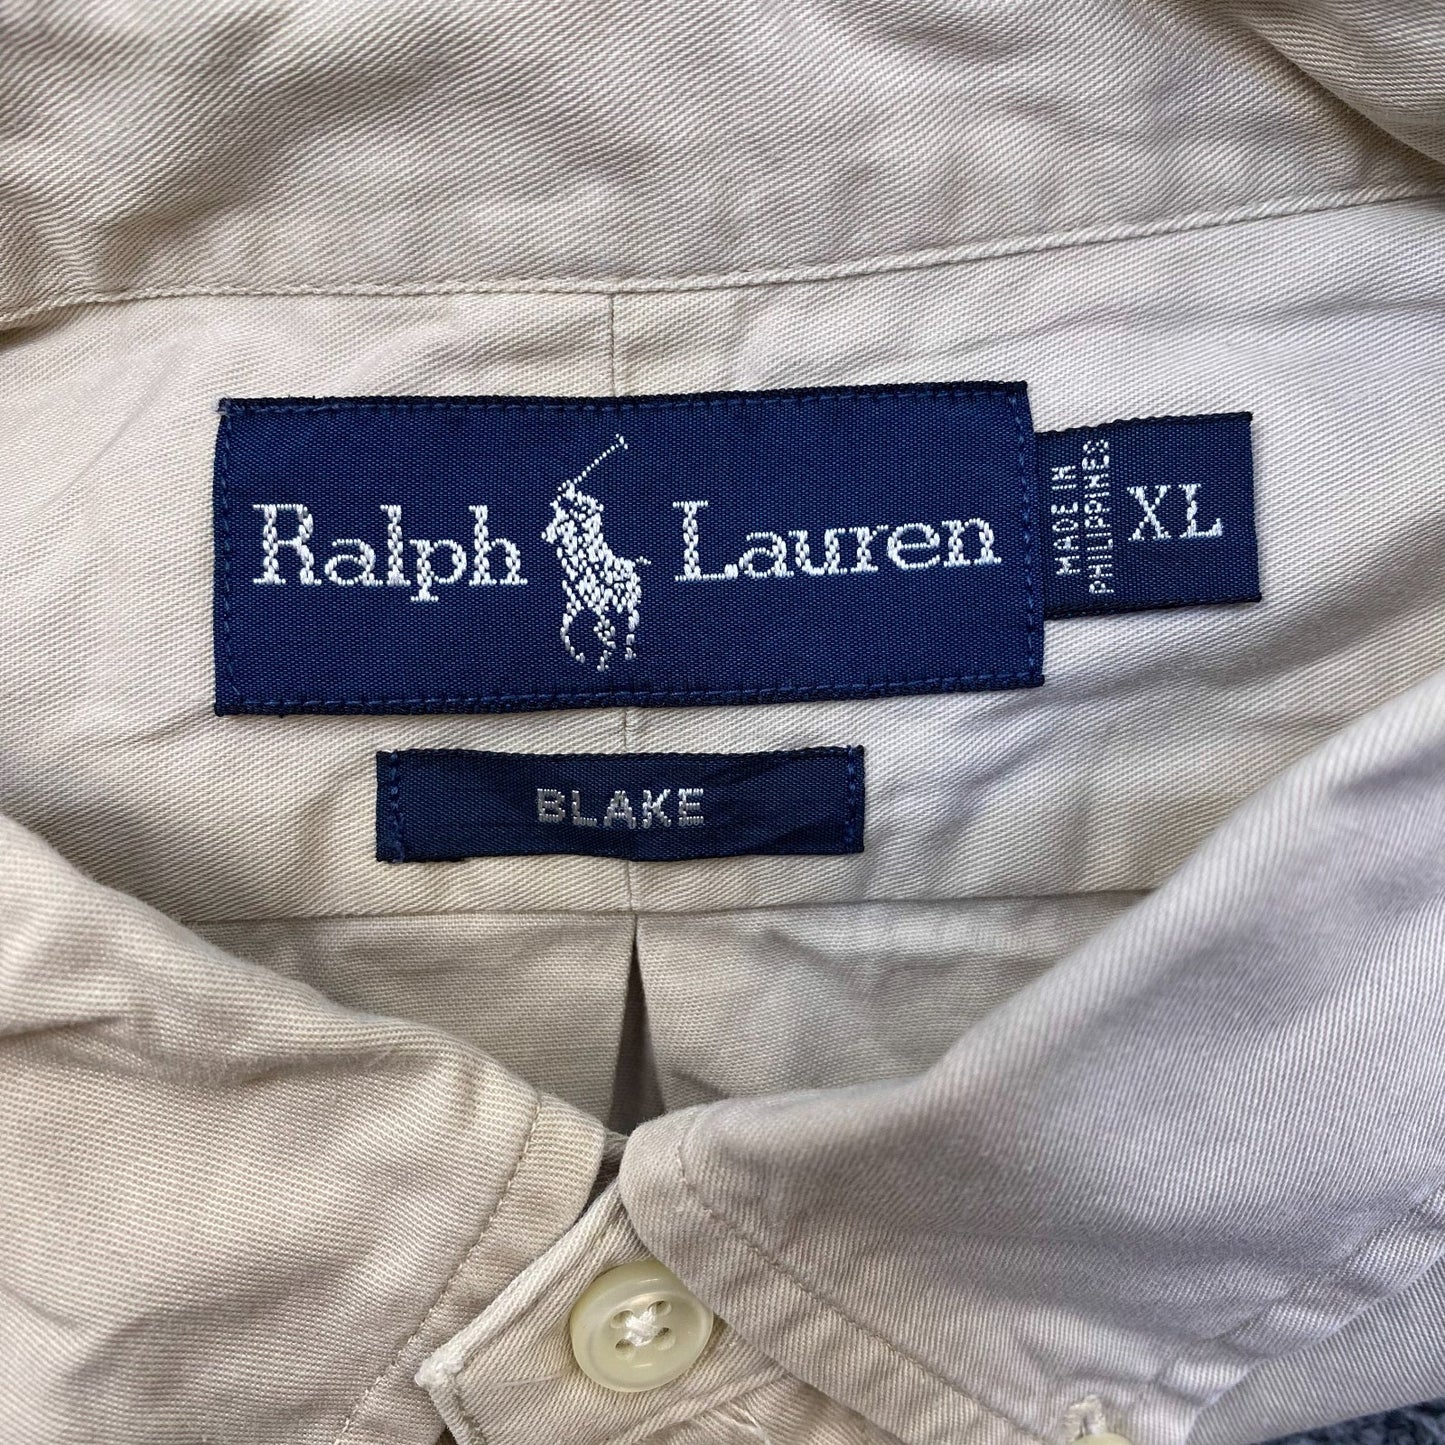 Ralph Lauren
MADE IN
PHILIPPINES
XL
BLAKE